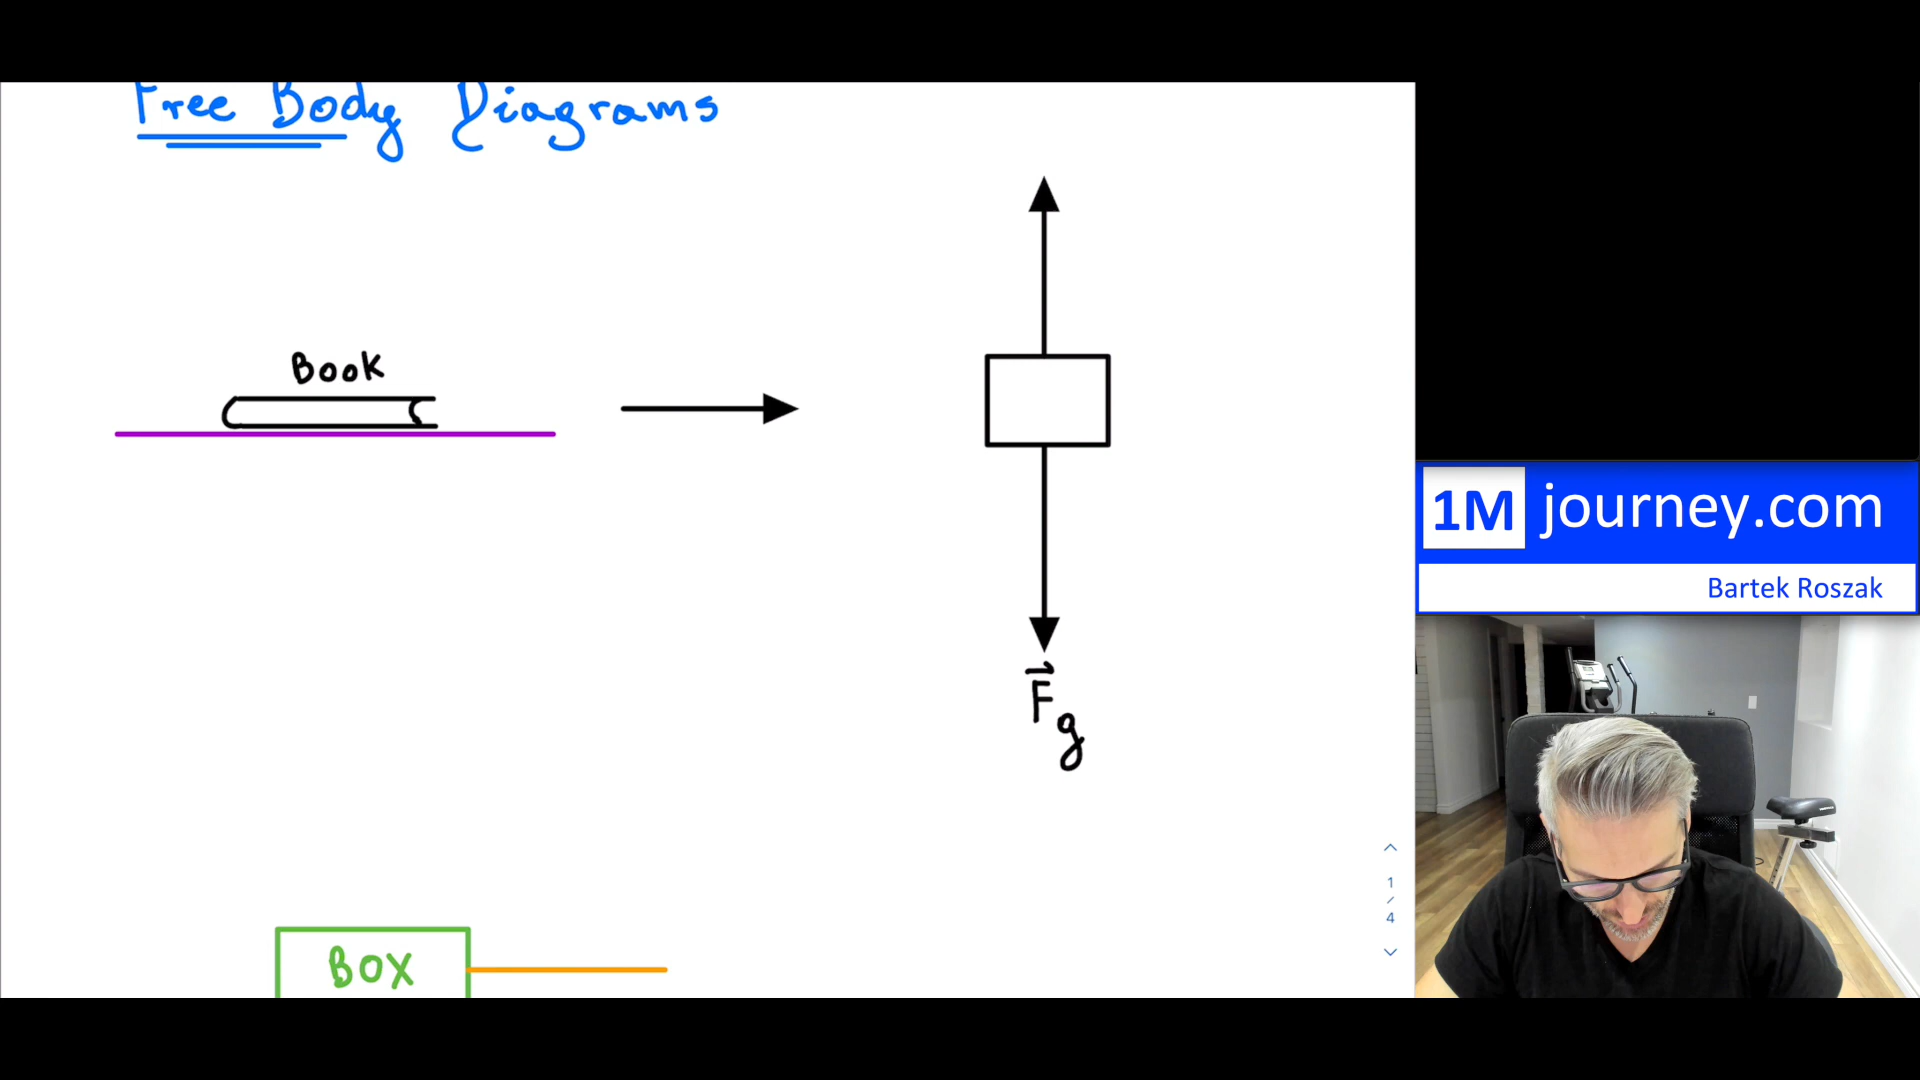 Free Body Diagrams
Book
F g
BOX
1
/
4
1M journey.com
Bartek Roszak